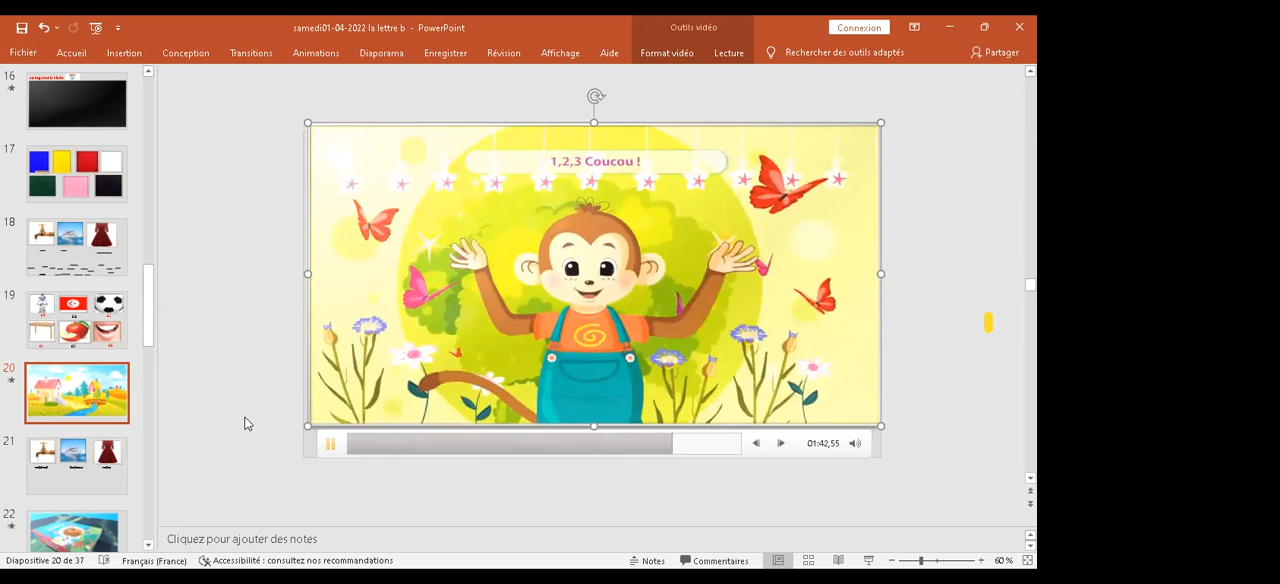 samedi01-04-2022 la lettre b - PowerPoint
Outils vidéo
Connexion
Fichier Accueil Insertion Conception Transitions Animations Diaporama Enregistrer Révision Affichage Aide Format vidéo Lecture Rechercher des outils adaptés Partager
16
17
18
19
20
21
22
1,2,3 Coucou !
01:42,55
Cliquez pour ajouter des notes
Diapositive 20 de 37 Français (France) Accessibilité : consultez nos recommandations Notes Commentaires 60 %